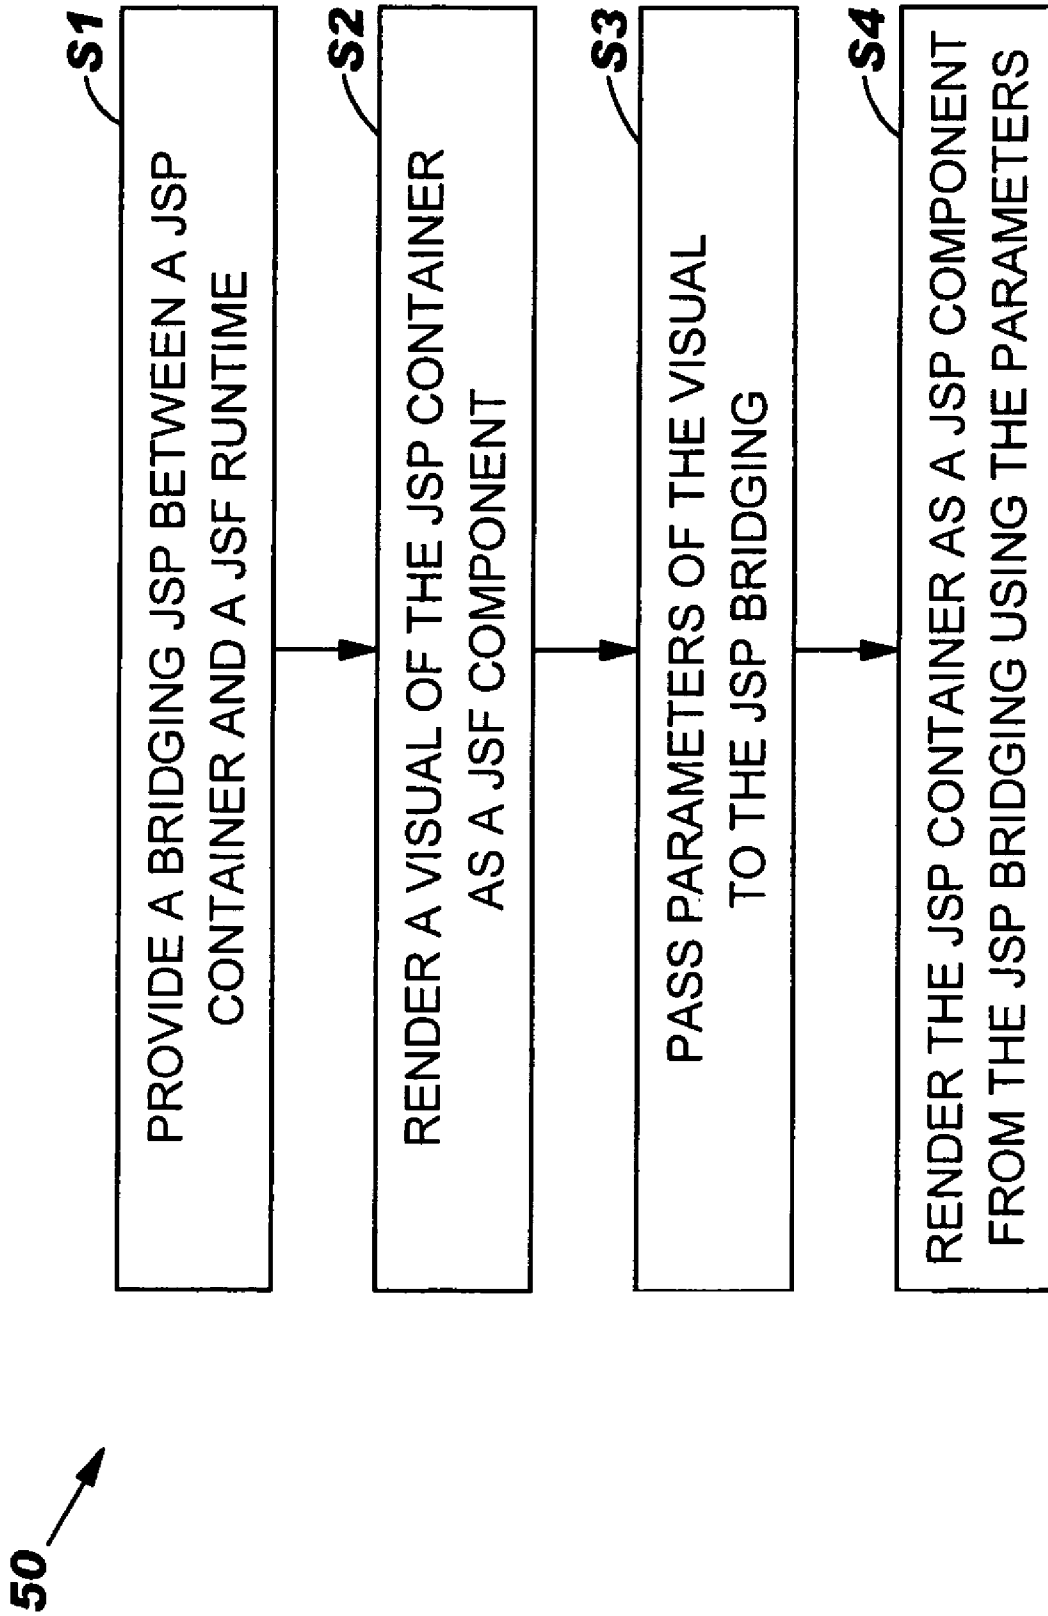 50
S1
PROVIDE A BRIDGING JSP BETWEEN A JSP
CONTAINER AND A JSF RUNTIME
S2
RENDER A VISUAL OF THE JSP CONTAINER
AS A JSF COMPONENT
S3
PASS PARAMETERS OF THE VISUAL
TO THE JSP BRIDGING
S4
RENDER THE JSP CONTAINER AS A JSP COMPONENT
FROM THE JSP BRIDGING USING THE PARAMETERS